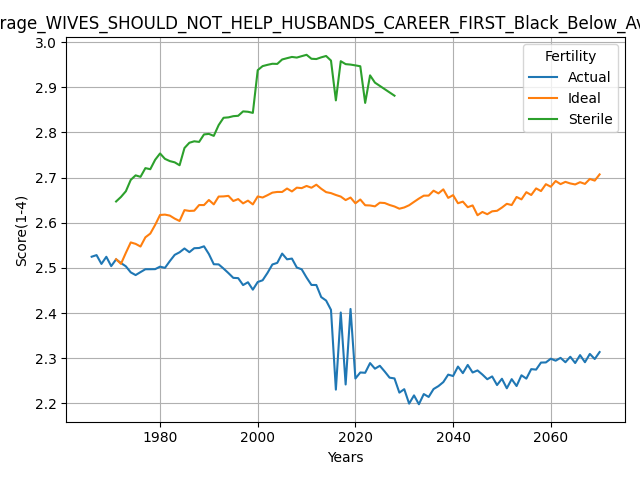 rage_WIVES_SHOULD_NOT_HELP_HUSBANDS_CAREER_FIRST_Black_Below_Av
3.0
2.9
2.8
2.7
2.6
2.5
2.4
2.3
2.2
Score(1-4)
Fertility
Actual
Ideal
Sterile
1980
2000
2020
2040
2060
Years